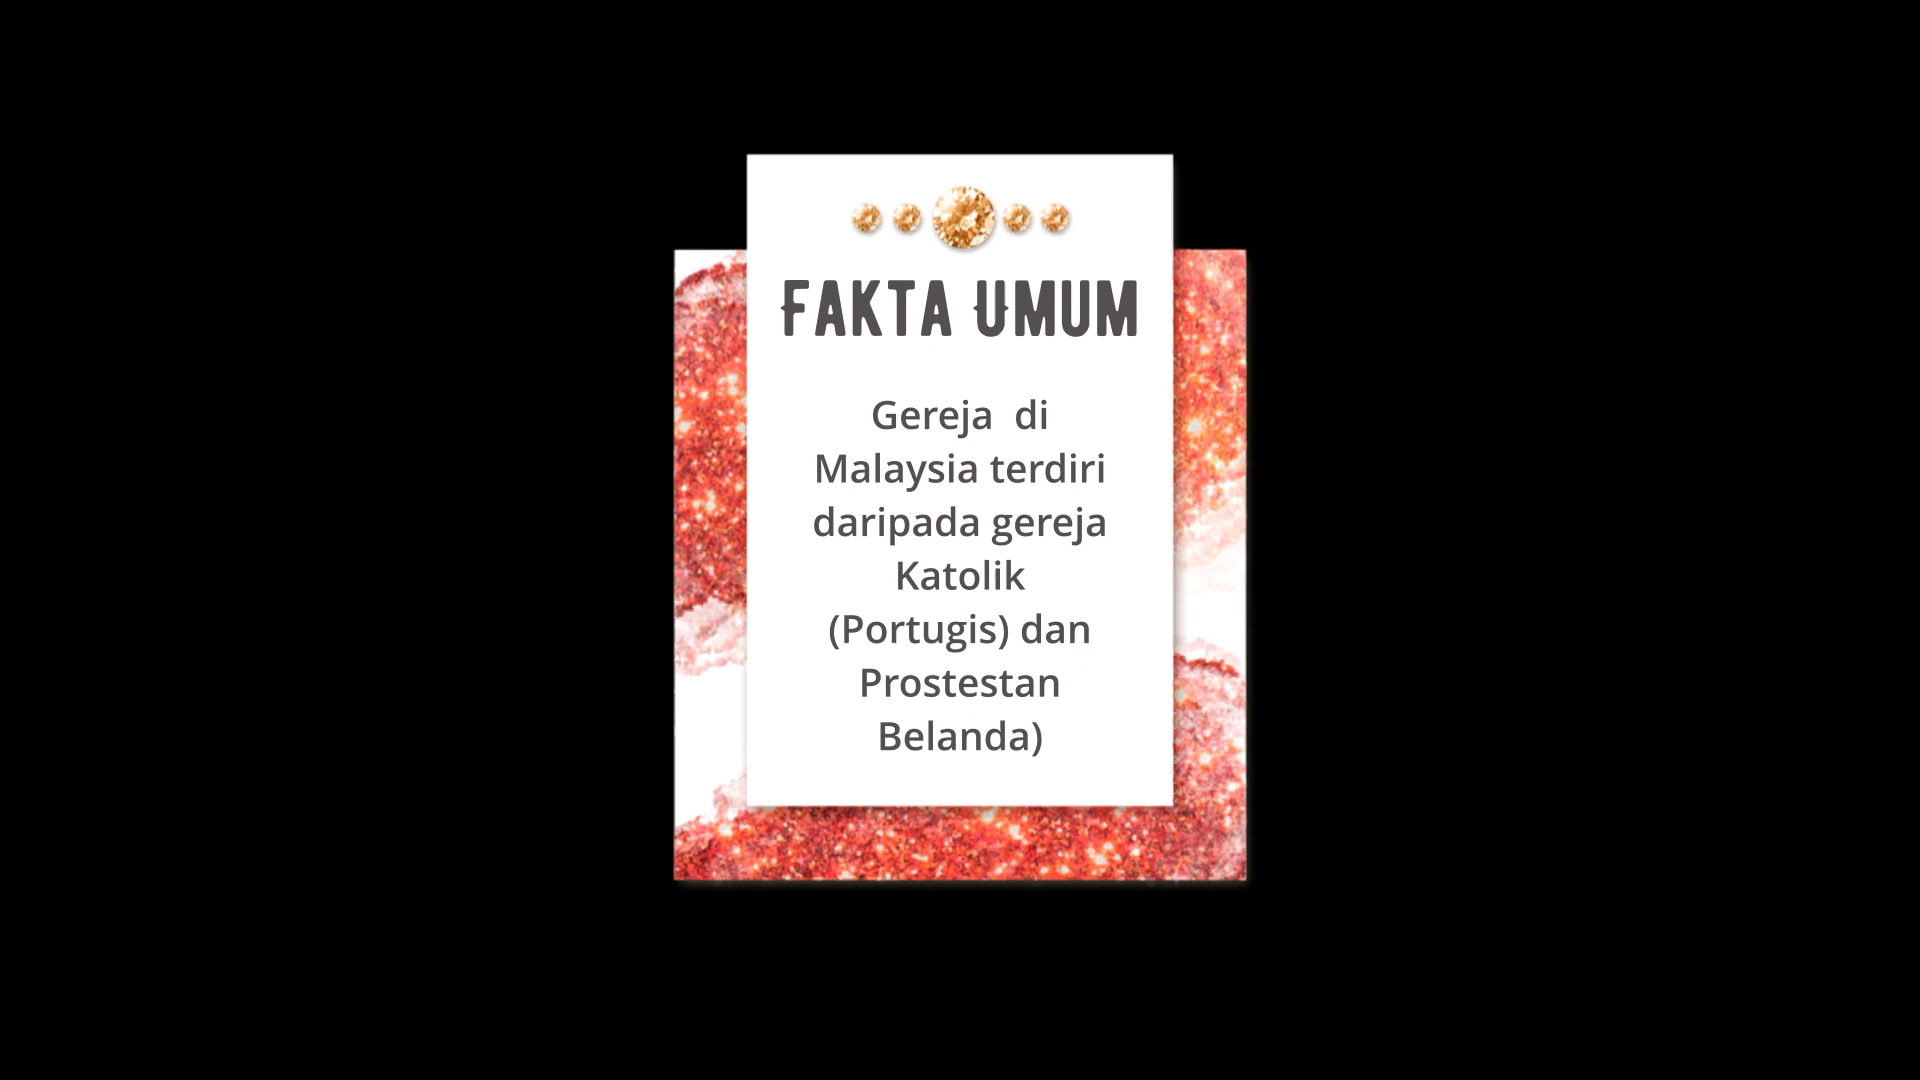 FAKTA UMUM
Gereja di
Malaysia terdiri
daripada gereja
Katolik
(Portugis) dan
Prostestan
Belanda)